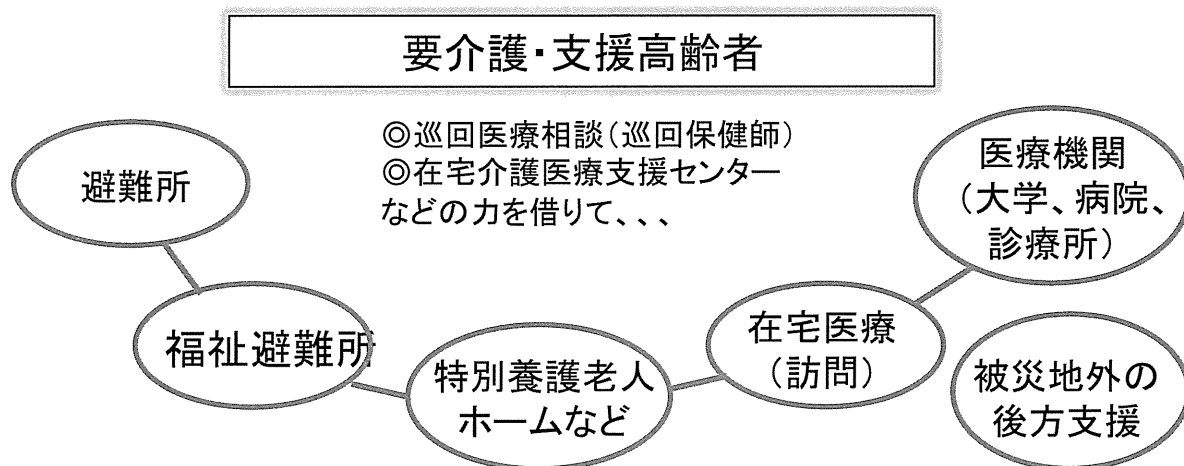 要介護・支援高齢者
◎巡回医療相談(巡回保健師)
◎在宅介護医療支援センター
などの力を借りて、、、
避難所
福祉避難所
特別養護老人
ホームなど
在宅医療
(訪問)
医療機関
(大学、病院、
診療所)
被災地外の
後方支援